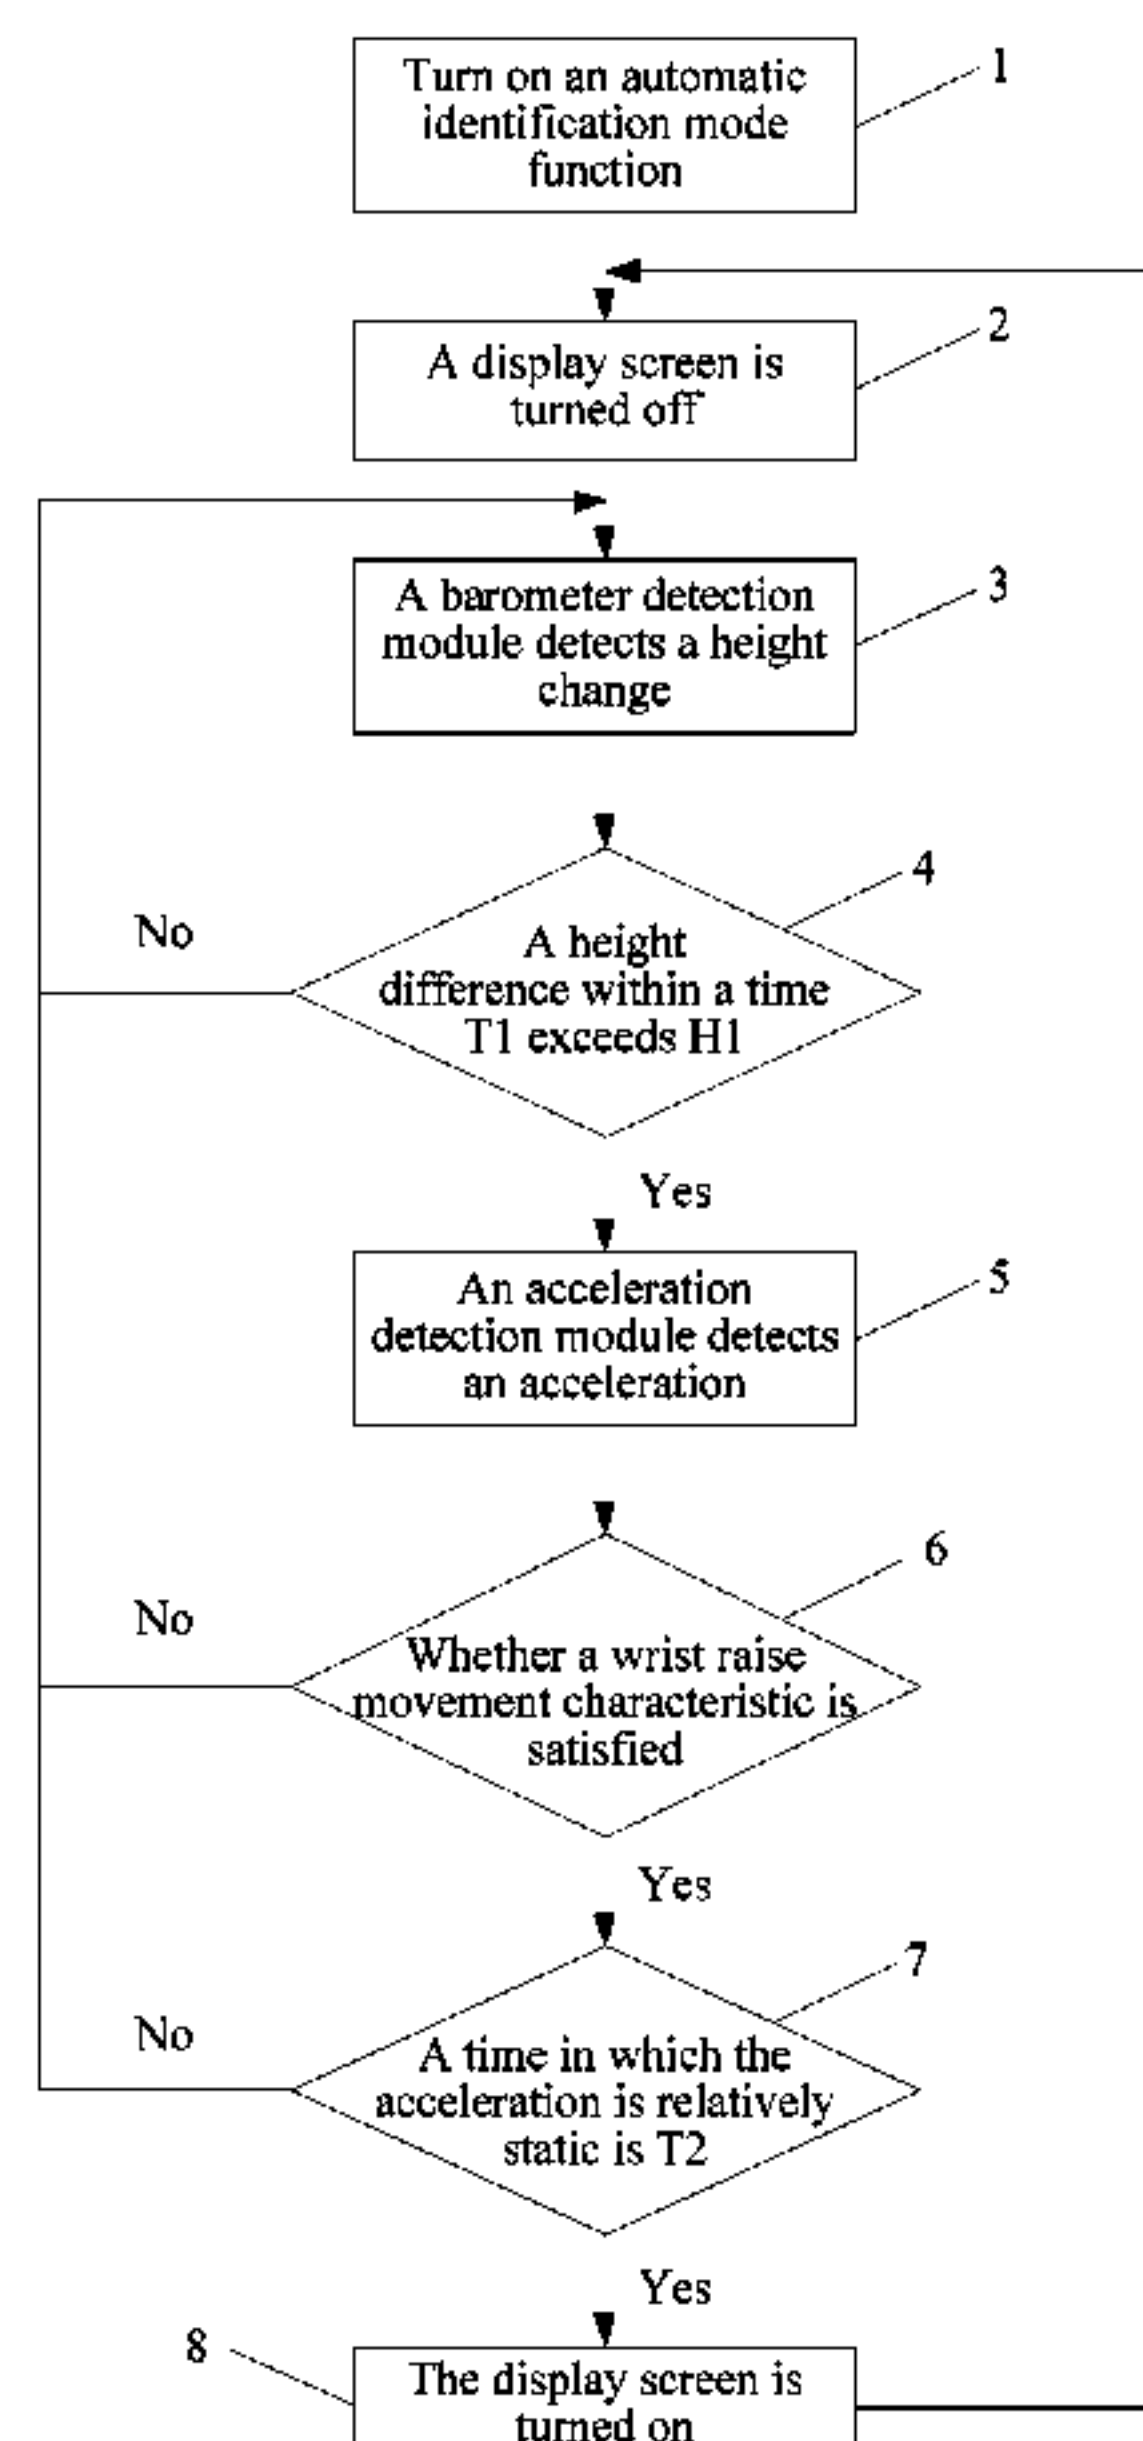 Turn on an automatic
identification mode
function
1
A display screen is
turned off
2
A barometer detection
module detects a height
change
3
4
No
A height
difference within a time
T1 exceeds H1
Yes
An acceleration
detection module detects
an acceleration
5
6
No
Whether a wrist raise
movement characteristic is
satisfied
Yes
7
No
A time in which the
acceleration is relatively
static is T2
Yes
8
The display screen is
turned on